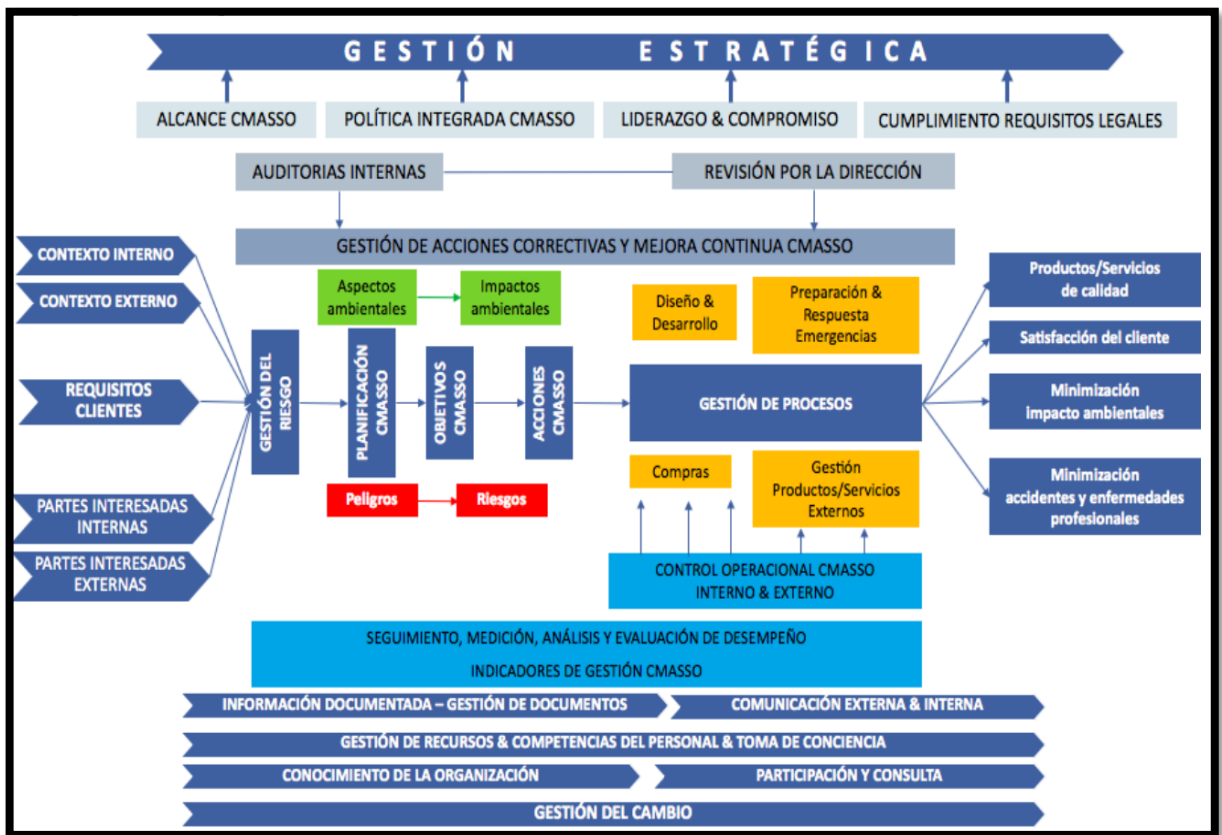 GESTIÓN ESTRATÉGICA
ALCANCE CMASSO
POLÍTICA INTEGRADA CMASSO
LIDERAZGO & COMPROMISO
CUMPLIMIENTO REQUISITOS LEGALES
AUDITORIAS INTERNAS
REVISIÓN POR LA DIRECCIÓN
GESTIÓN DE ACCIONES CORRECTIVAS Y MEJORA CONTINUA CMASSO
CONTEXTO INTERNO
CONTEXTO EXTERNO
REQUISITOS
CLIENTES
PARTES INTERESADAS
INTERNAS
PARTES INTERESADAS
EXTERNAS
GESTIÓN DEL
RIESGO
Aspectos
ambientales
Impactos
ambientales
PLANIFICACIÓN
CMASSO
OBJETIVOS
CMASSO
ACCIONES
CMASSO
Peligros
Riesgos
Diseño &
Desarrollo
Preparación &
Respuesta
Emergencias
GESTIÓN DE PROCESOS
Compras
Gestión
Productos/Servicios
Externos
CONTROL OPERACIONAL CMASSO
INTERNO & EXTERNO
Productos/Servicios
de calidad
Satisfacción del cliente
Minimización
impacto ambientales
Minimización
accidentes y enfermedades
profesionales
SEGUIMIENTO, MEDICIÓN, ANÁLISIS Y EVALUACIÓN DE DESEMPEÑO
INDICADORES DE GESTIÓN CMASSO
INFORMACIÓN DOCUMENTADA – GESTIÓN DE DOCUMENTOS
COMUNICACIÓN EXTERNA & INTERNA
GESTIÓN DE RECURSOS & COMPETENCIAS DEL PERSONAL & TOMA DE CONCIENCIA
CONOCIMIENTO DE LA ORGANIZACIÓN
PARTICIPACIÓN Y CONSULTA
GESTIÓN DEL CAMBIO